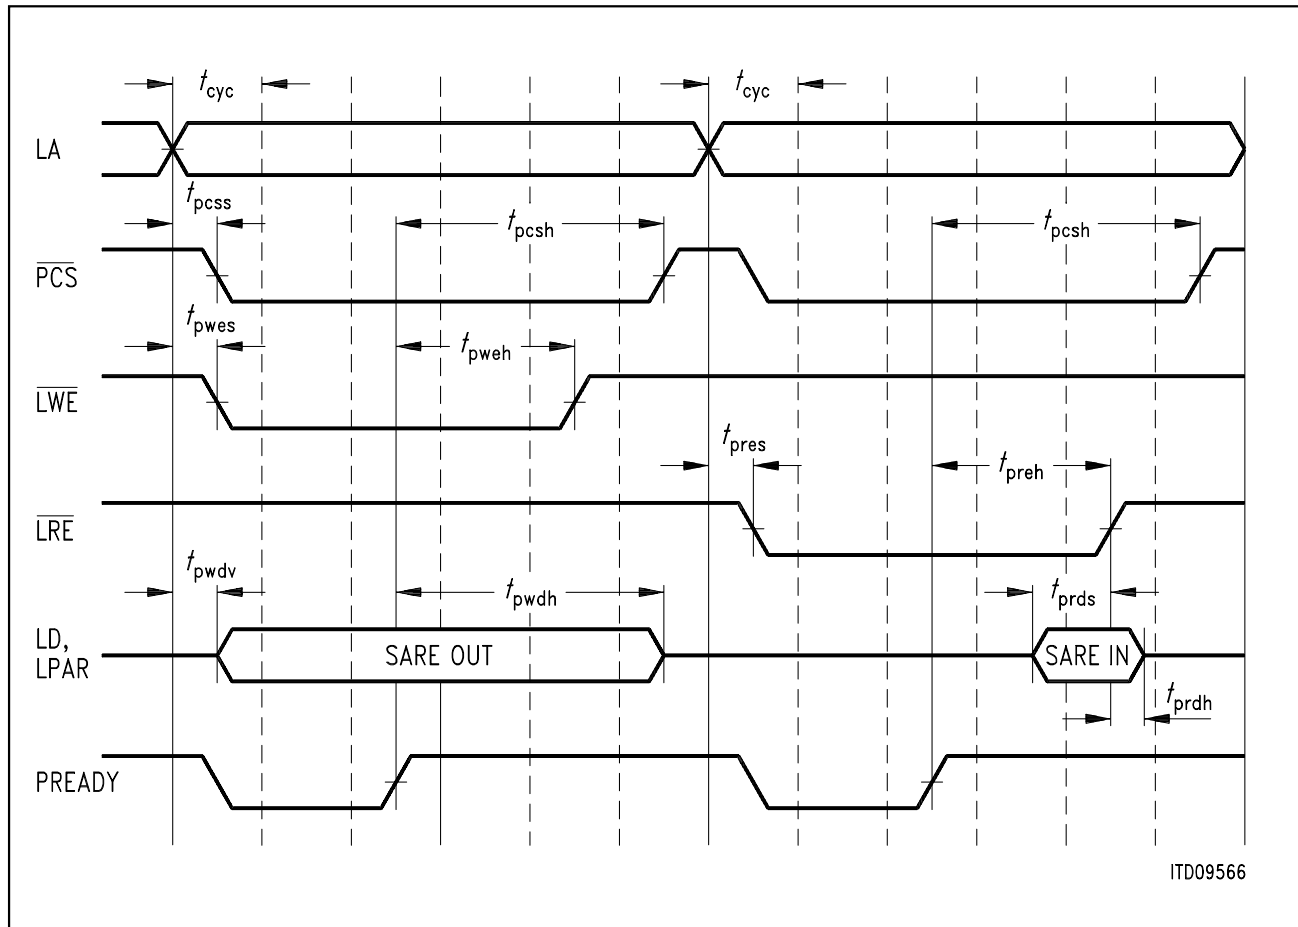 tcyc tcyc
LA
tpcss
tpcsh tpcsh
PCS
tpwes
tpweh
LWE
tpres
tpreh
LRE
tpwdv
tpwdh tprds
LD,
LPAR SARE OUT SARE IN
tprdh
PREADY
ITD09566